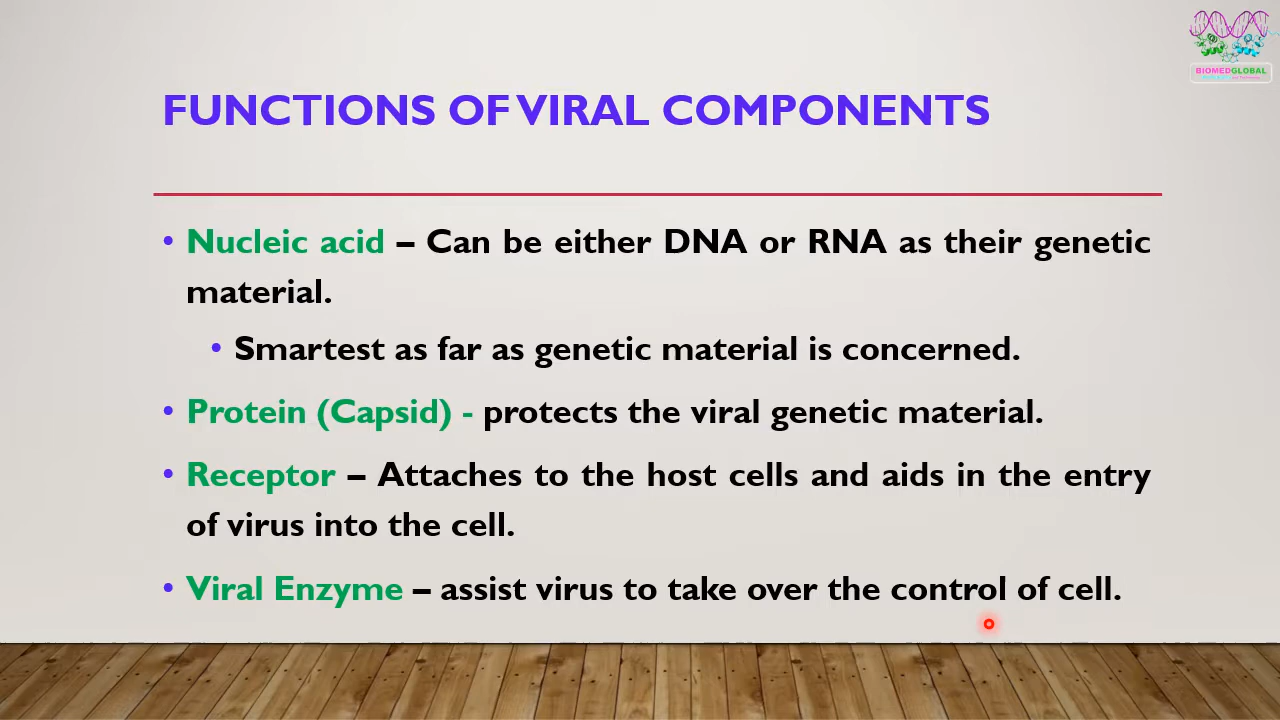 BIOMEDGLOBAL
FUNCTIONS OF VIRAL COMPONENTS
• Nucleic acid – Can be either DNA or RNA as their genetic
material.
• Smartest as far as genetic material is concerned.
• Protein (Capsid) - protects the viral genetic material.
• Receptor – Attaches to the host cells and aids in the entry
of virus into the cell.
• Viral Enzyme – assist virus to take over the control of cell.